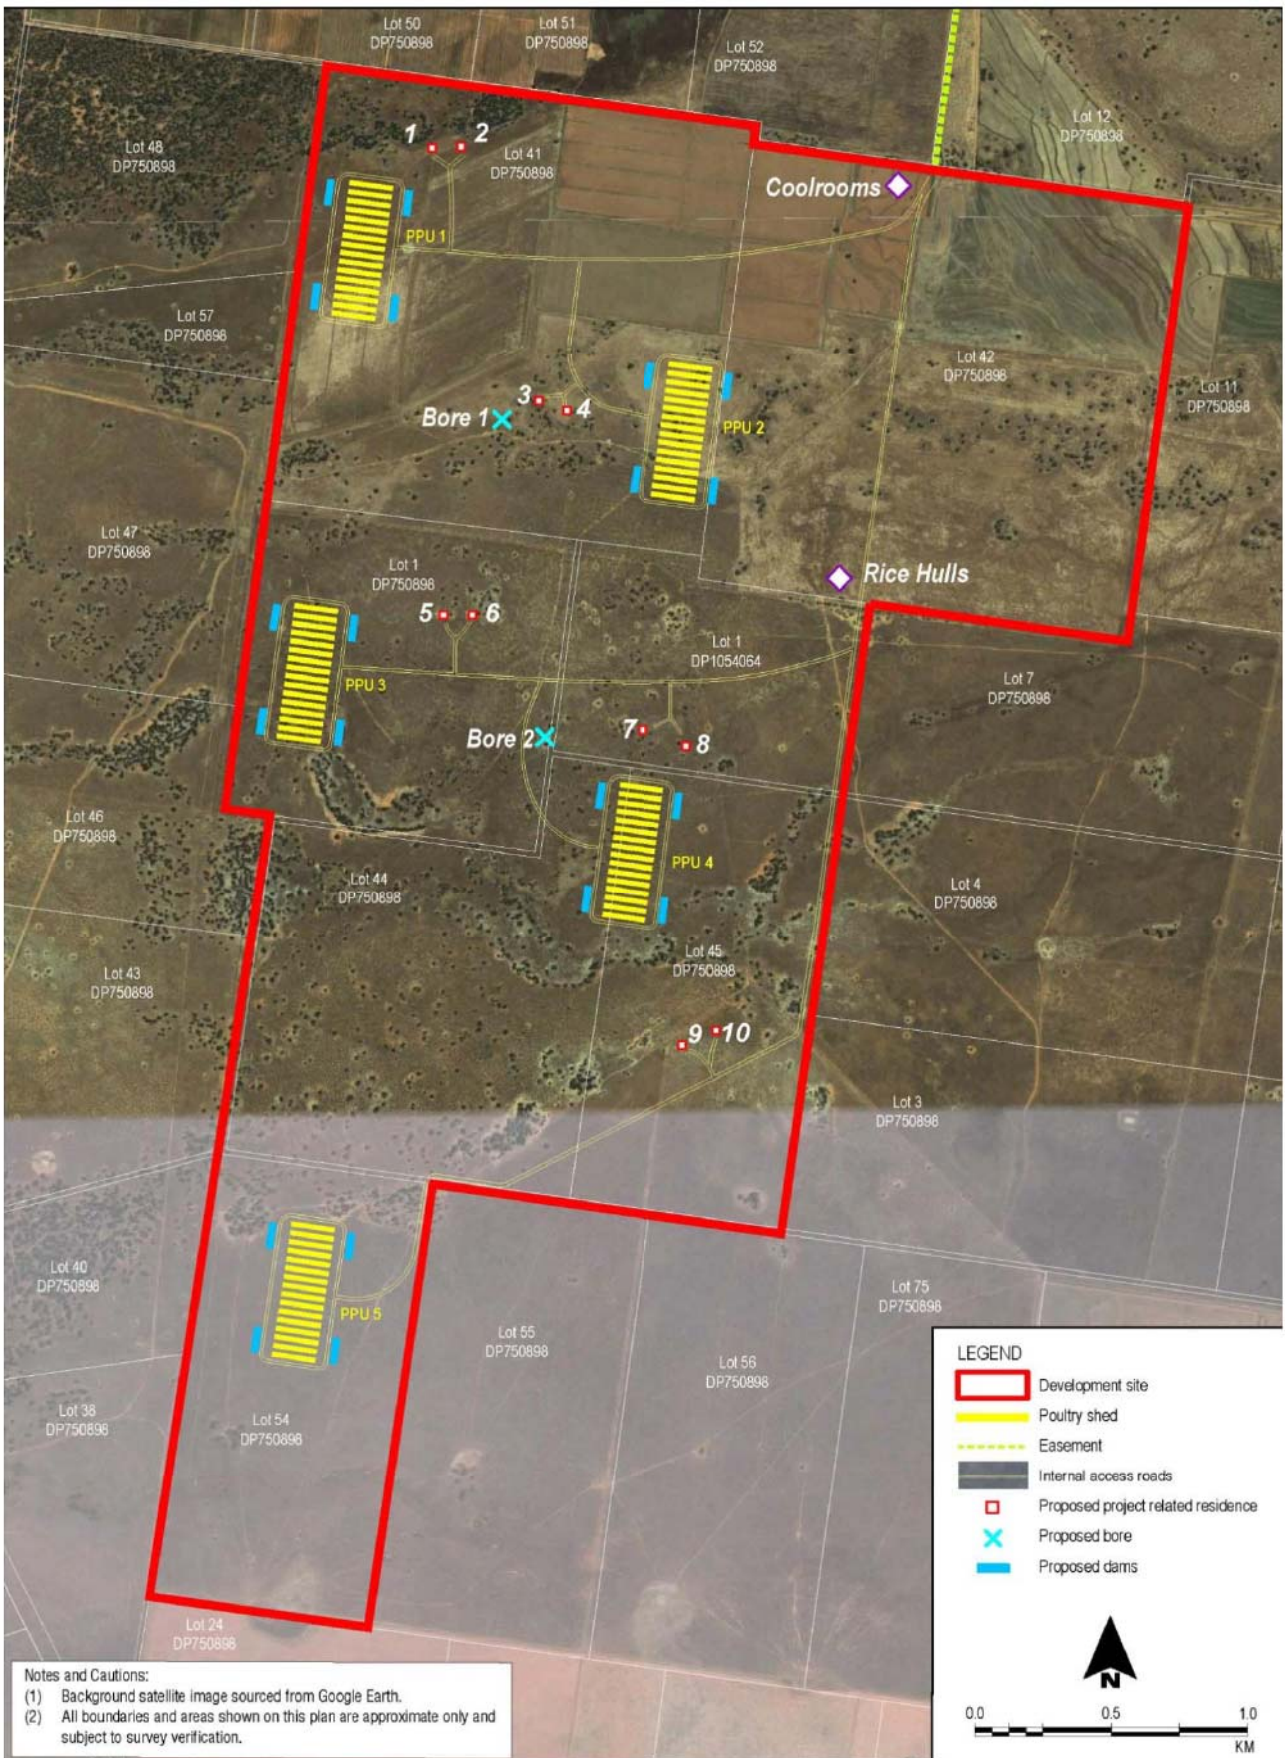 Lot 50
DP750898
Lot 51
DP750898
Lot 52
DP750898
Lot 12
DP750898
Lot 48
DP750898
1
2
Lot 41
DP750898
Coolrooms
PPU 1
Lot 57
DP750898
Lot 42
DP750898
Lot 11
DP750898
3
4
Bore 1
PPU 2
Lot 47
DP750898
Lot 1
DP750898
Rice Hulls
5
6
Lot 1
DP1054064
Lot 7
DP750898
PPU 3
7
8
Bore 2
Lot 46
DP750898
PPU 4
Lot 44
DP750898
Lot 4
DP750898
Lot 45
DP750898
Lot 43
DP750898
9
10
Lot 3
DP750898
Lot 40
DP750898
Lot 75
DP750898
PPU 5
Lot 55
DP750898
Lot 56
DP750898
Lot 38
DP750898
Lot 54
DP750898
Lot 24
DP750898
LEGEND
Development site
Poultry shed
Easement
Internal access roads
Proposed project related residence
Proposed bore
Proposed dams
N
0.0 0.5 1.0
KM
Notes and Cautions:
(1) Background satellite image sourced from Google Earth.
(2) All boundaries and areas shown on this plan are approximate only and
subject to survey verification.